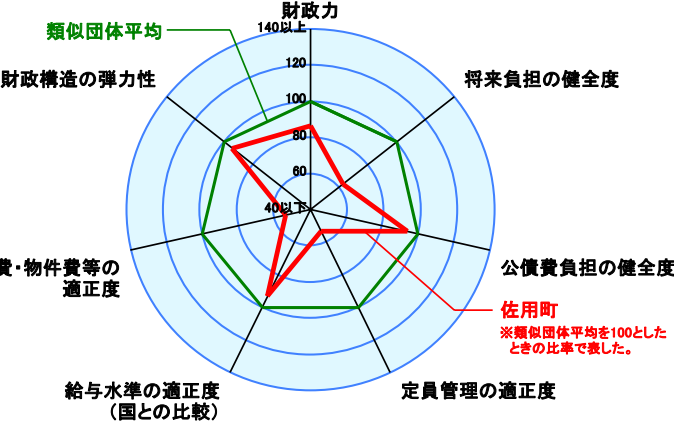 財政力
類似団体平均
140以上
120
100
80
60
40以下
財政構造の弾力性
将来負担の健全度
費・物件費等の
適正度
公債費負担の健全度
佐用町
※類似団体平均を100とした
ときの比率で表した。
給与水準の適正度
（国との比較）
定員管理の適正度